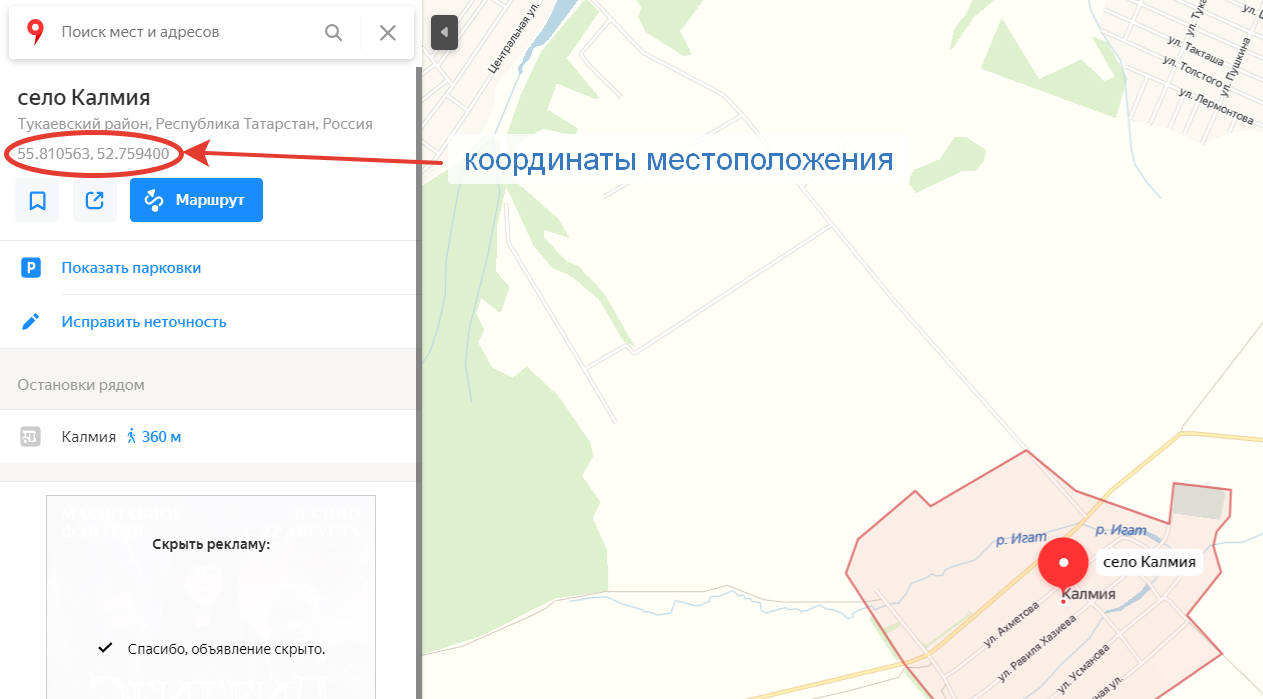 Поиск мест и адресов
село Калмия
Тукаевский район, Республика Татарстан, Россия
55.810563, 52.759400
Маршрут
P
Показать парковки
Исправить неточность
Остановки рядом
Калмия 360 м
Скрыть рекламу:
Спасибо, объявление скрыто.
координаты местоположения
Центральная ул.
ул. Тукташа
ул. Толстого
ул. Пушкина
ул. Лермонтова
р. Игат
р. Игат
село Калмия
Калмия
ул. Ахметова
ул. Равиля Хазиева
ул. Усманова